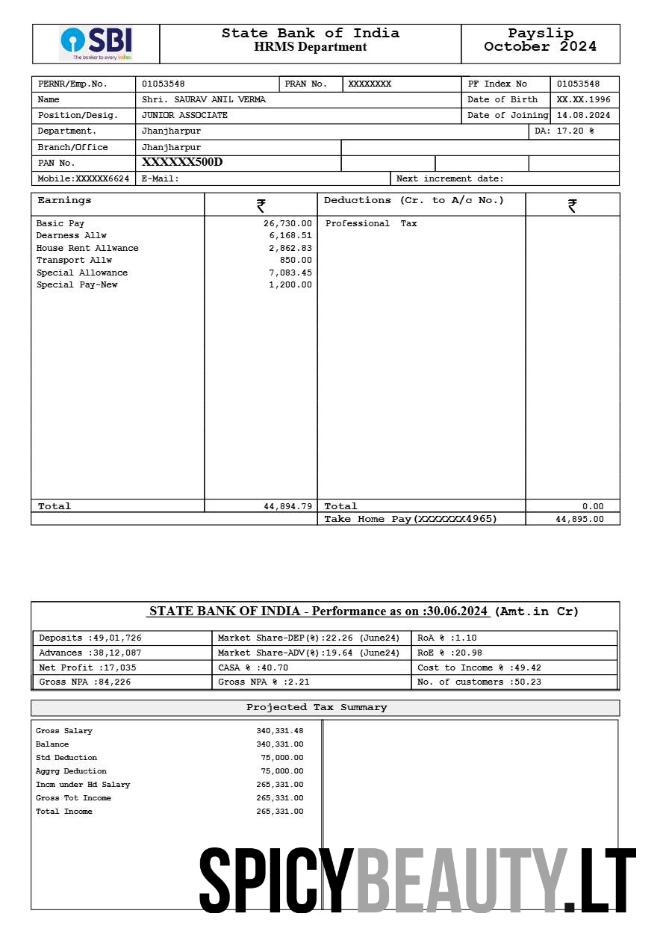 SBI
The banker to every Indian
State Bank of India
HRMS Department
Payslip
October 2024
PERNR/Emp.No. 01053548 PRAN No. XXXXXXXX PF Index No 01053548
Name Shri. SAURAV ANIL VERMA Date of Birth XX.XX.1996
Position/Desig. JUNIOR ASSOCIATE Date of Joining 14.08.2024
Department. Jhanjharpur DA: 17.20 %
Branch/Office Jhanjharpur
PAN No. XXXXXX500D
Mobile:XXXXXX6624 E-Mail: Next increment date:
Earnings ₹ Deductions (Cr. to A/c No.) ₹
Basic Pay 26,730.00 Professional Tax
Dearness Allw 6,168.51
House Rent Allwance 2,862.83
Transport Allw 850.00
Special Allowance 7,083.45
Special Pay-New 1,200.00
Total 44,894.79 Total 0.00
Take Home Pay(XXXXXXX4965) 44,895.00
STATE BANK OF INDIA - Performance as on :30.06.2024 (Amt.in Cr)
Deposits :49,01,726 Market Share-DEP(%):22.26 (June24) RoA % :1.10
Advances :38,12,087 Market Share-ADV(%):19.64 (June24) RoE % :20.98
Net Profit :17,035 CASA % :40.70 Cost to Income % :49.42
Gross NPA :84,226 Gross NPA % :2.21 No. of customers :50.23
Projected Tax Summary
Gross Salary 340,331.48
Balance 340,331.00
Std Deduction 75,000.00
Aggrg Deduction 75,000.00
Incm under Hd Salary 265,331.00
Gross Tot Income 265,331.00
Total Income 265,331.00
SPICYBEAUTY.LT